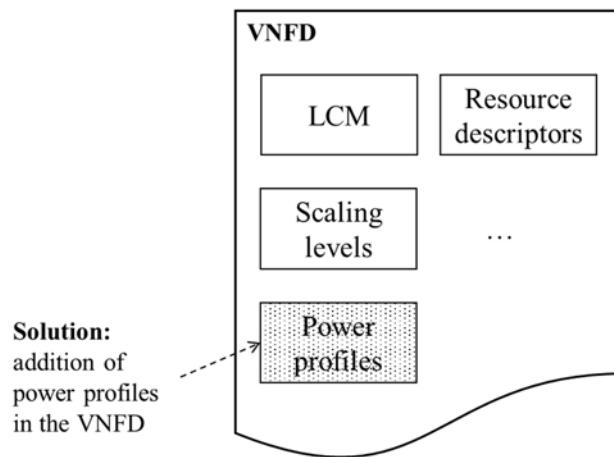 VNFD
LCM
Resource
descriptors
Scaling
levels
...
Power
profiles
Solution:
addition of
power profiles
in the VNFD